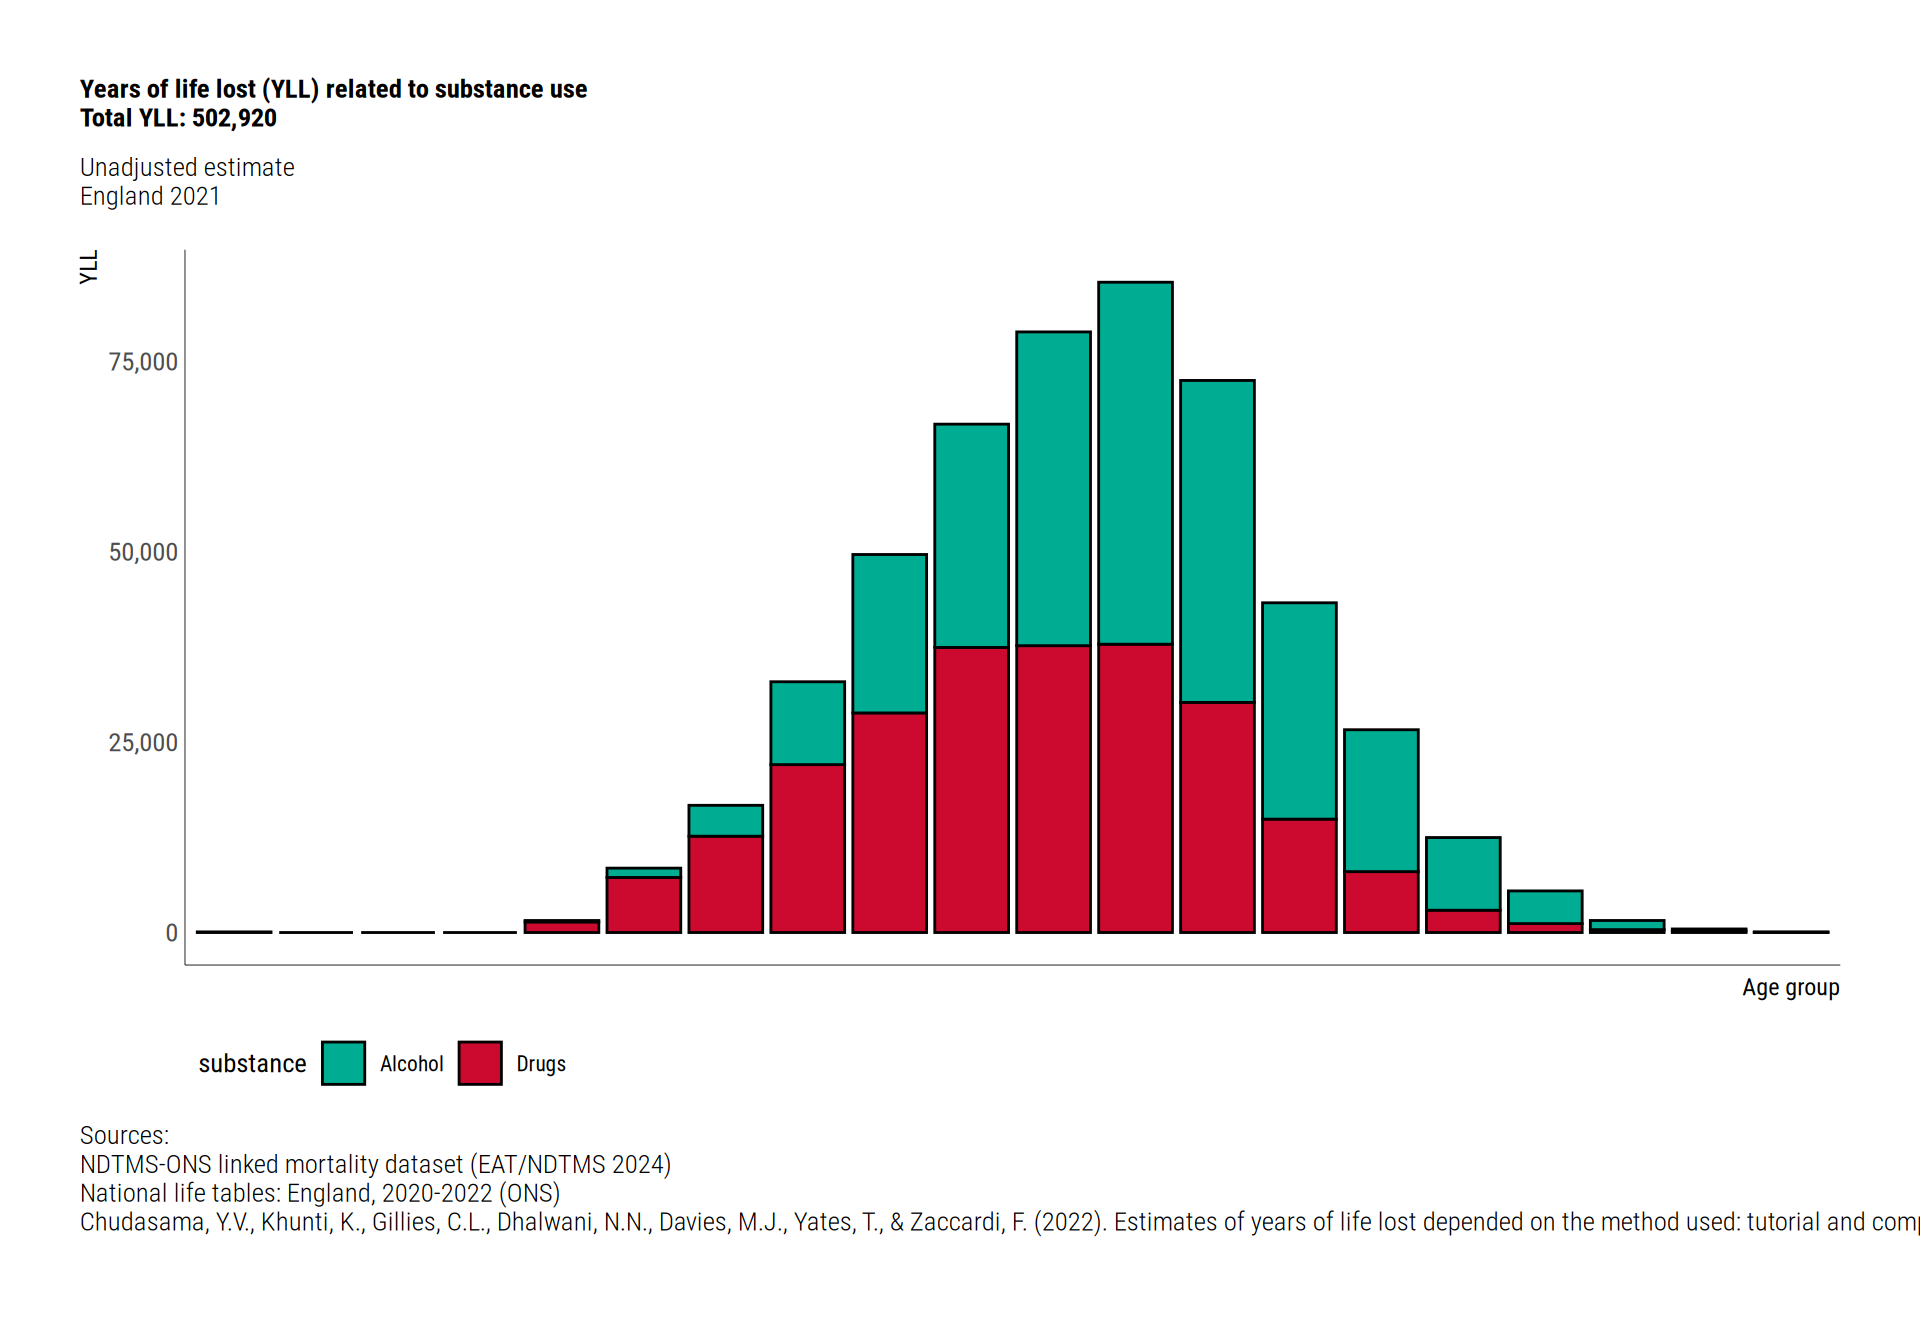 Years of life lost (YLL) related to substance use
Total YLL: 502,920
Unadjusted estimate
England 2021
YLL
75,000
50,000
25,000
0
Age group
substance
Alcohol
Drugs
Sources:
NDTMS-ONS linked mortality dataset (EAT/NDTMS 2024)
National life tables: England, 2020-2022 (ONS)
Chudasama, Y.V., Khunti, K., Gillies, C.L., Dhalwani, N.N., Davies, M.J., Yates, T., & Zaccardi, F. (2022). Estimates of years of life lost depended on the method used: tutorial and